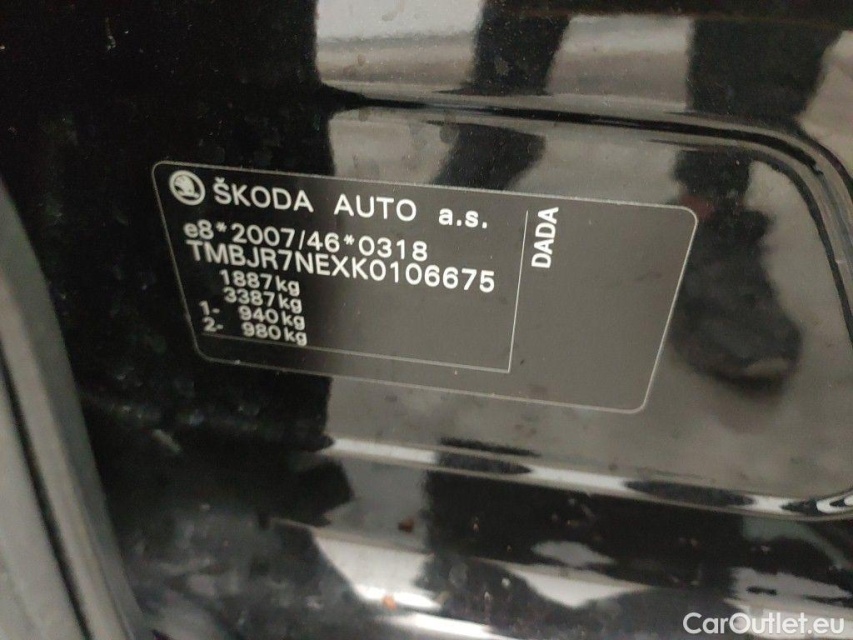 ŠKODA AUTO a.s.
e8*2007/46*0318
TMBJR7NEXK0106675
1887kg
3387kg
1- 940kg
2- 980kg
DADA
CarOutlet.eu